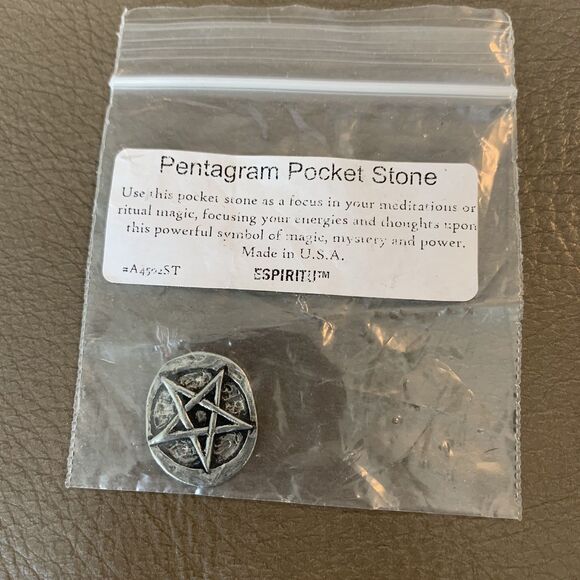 Pentagram Pocket Stone
Use this pocket stone as a focus in your meditations or
ritual magic, focusing your energies and thoughts upon
this powerful symbol of magic, mystery and power.
Made in U.S.A.
#A4502ST ESPIRITU™